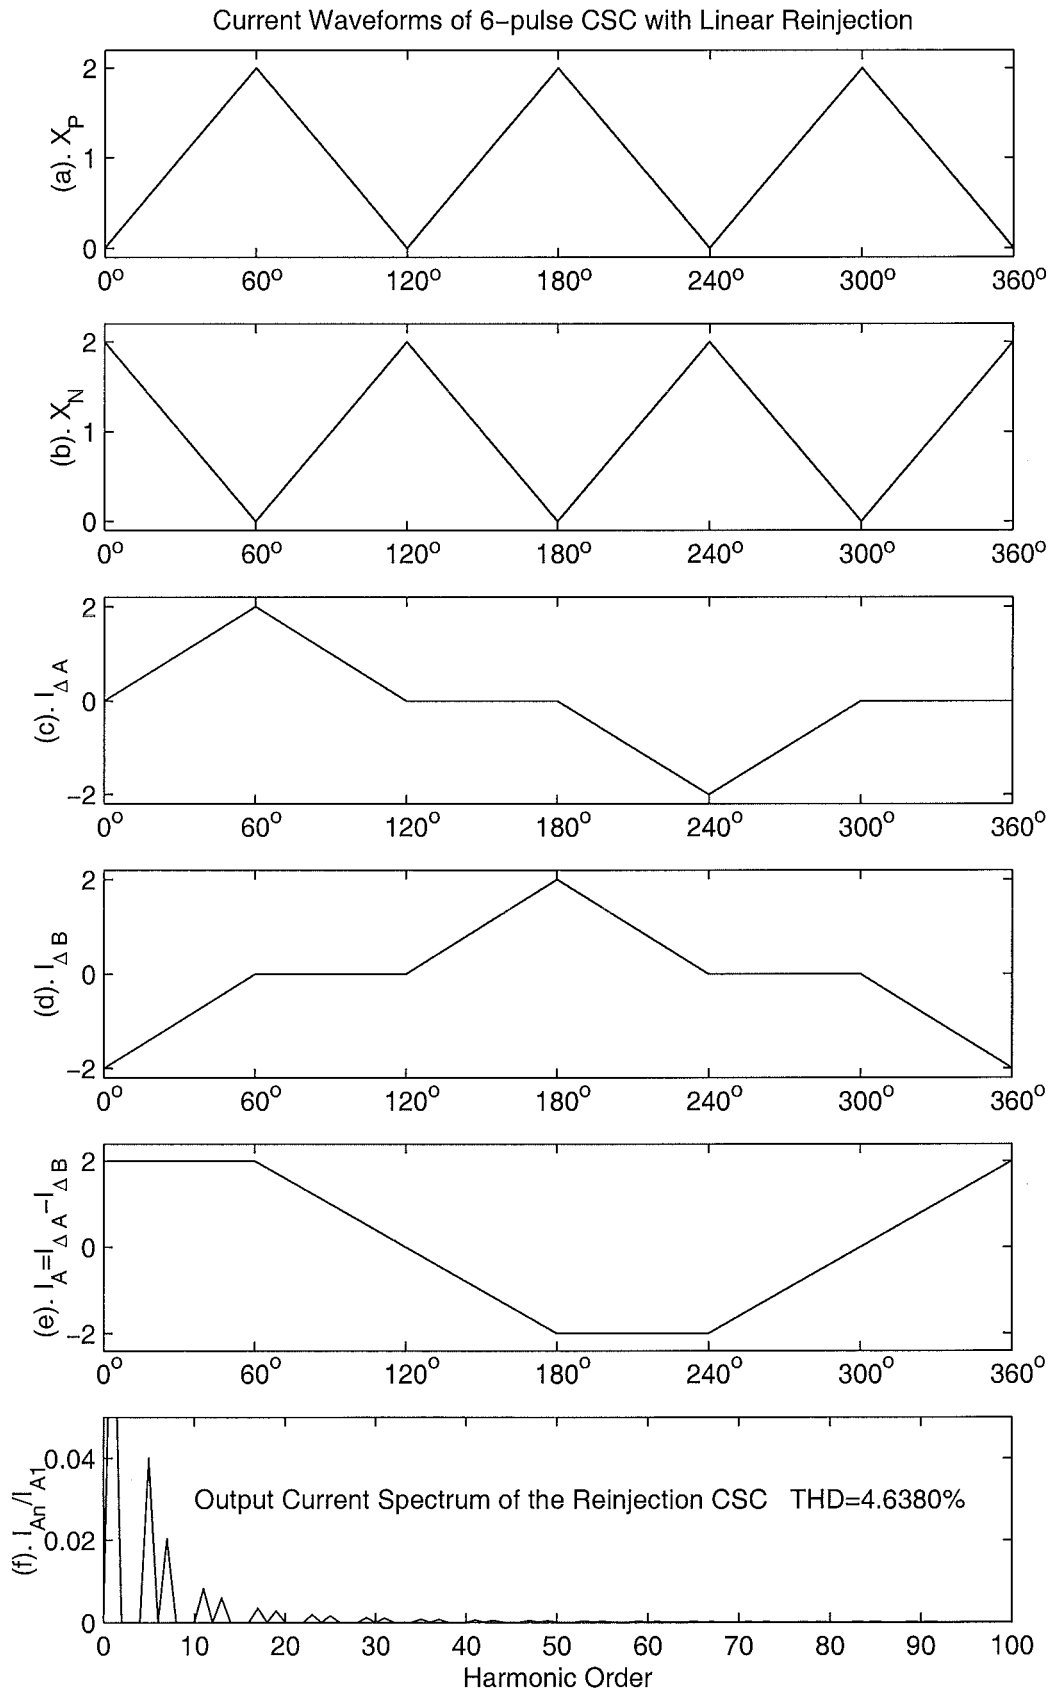 Current Waveforms of 6−pulse CSC with Linear Reinjection
(a). X_P
2
1
0
0° 60° 120° 180° 240° 300° 360°
(b). X_N
2
1
0
0° 60° 120° 180° 240° 300° 360°
(c). I_Δ A
2
0
−2
0° 60° 120° 180° 240° 300° 360°
(d). I_Δ B
2
0
−2
0° 60° 120° 180° 240° 300° 360°
(e). I_A=I_Δ A−I_Δ B
2
0
−2
0° 60° 120° 180° 240° 300° 360°
(f). I_An/I_A1
0.04
0.02
0
Output Current Spectrum of the Reinjection CSC THD=4.6380%
0 10 20 30 40 50 60 70 80 90 100
Harmonic Order